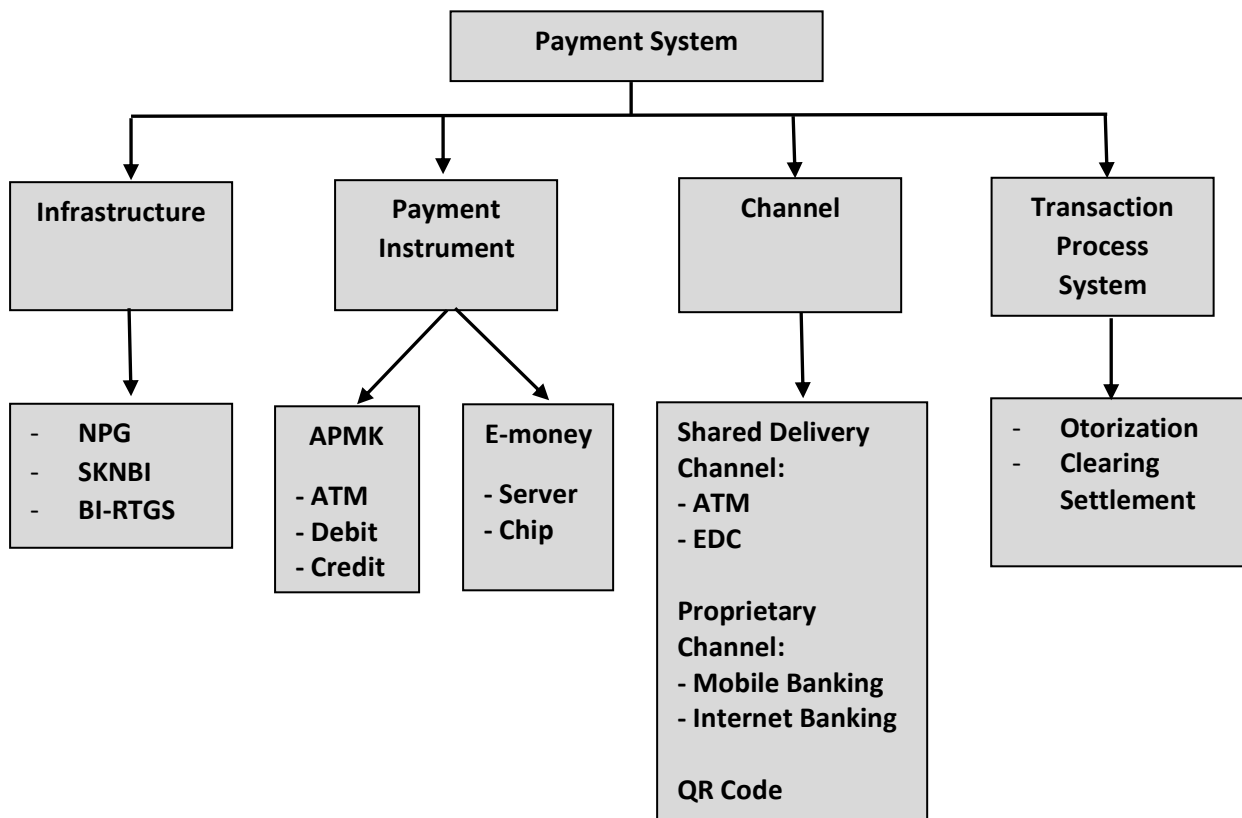 Payment System
Infrastructure
Payment
Instrument
Channel
Transaction
Process
System
- NPG
- SKNBI
- BI-RTGS
APMK
- ATM
- Debit
- Credit
E-money
- Server
- Chip
Shared Delivery
Channel:
- ATM
- EDC
Proprietary
Channel:
- Mobile Banking
- Internet Banking
QR Code
- Otorization
- Clearing
Settlement